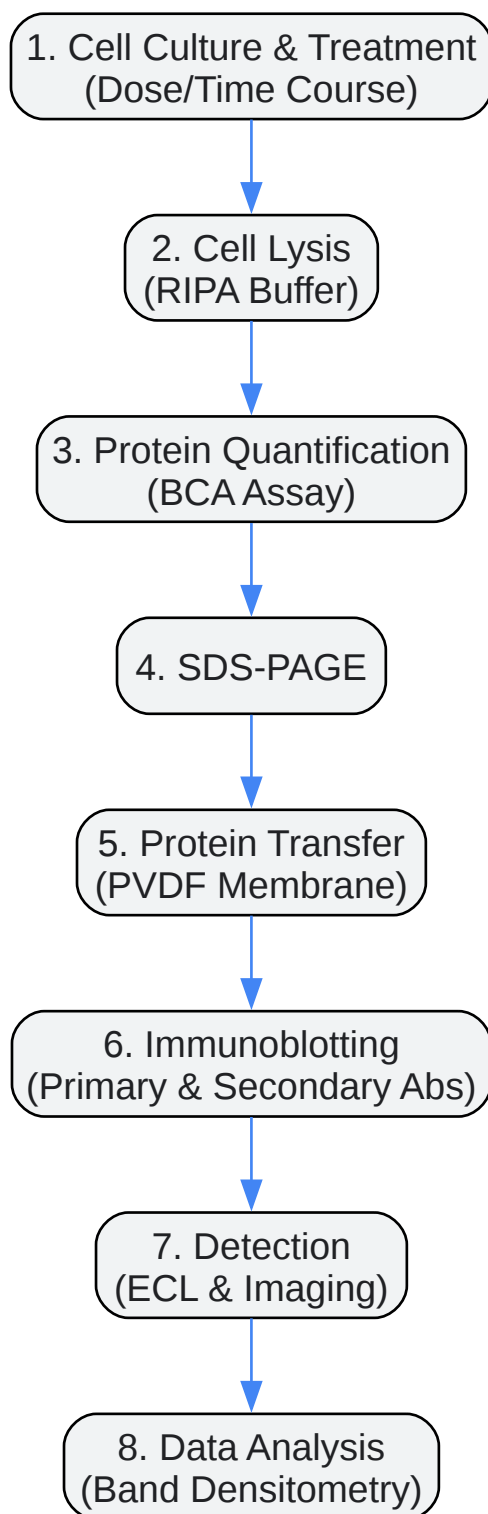 1. Cell Culture & Treatment
(Dose/Time Course)
2. Cell Lysis
(RIPA Buffer)
3. Protein Quantification
(BCA Assay)
4. SDS-PAGE
5. Protein Transfer
(PVDF Membrane)
6. Immunoblotting
(Primary & Secondary Abs)
7. Detection
(ECL & Imaging)
8. Data Analysis
(Band Densitometry)